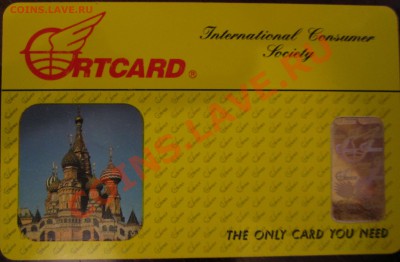 COINS.LAVE.RU
ORTCARD®
International Consumer
Society
COINS.LAVE.RU
THE ONLY CARD YOU NEED